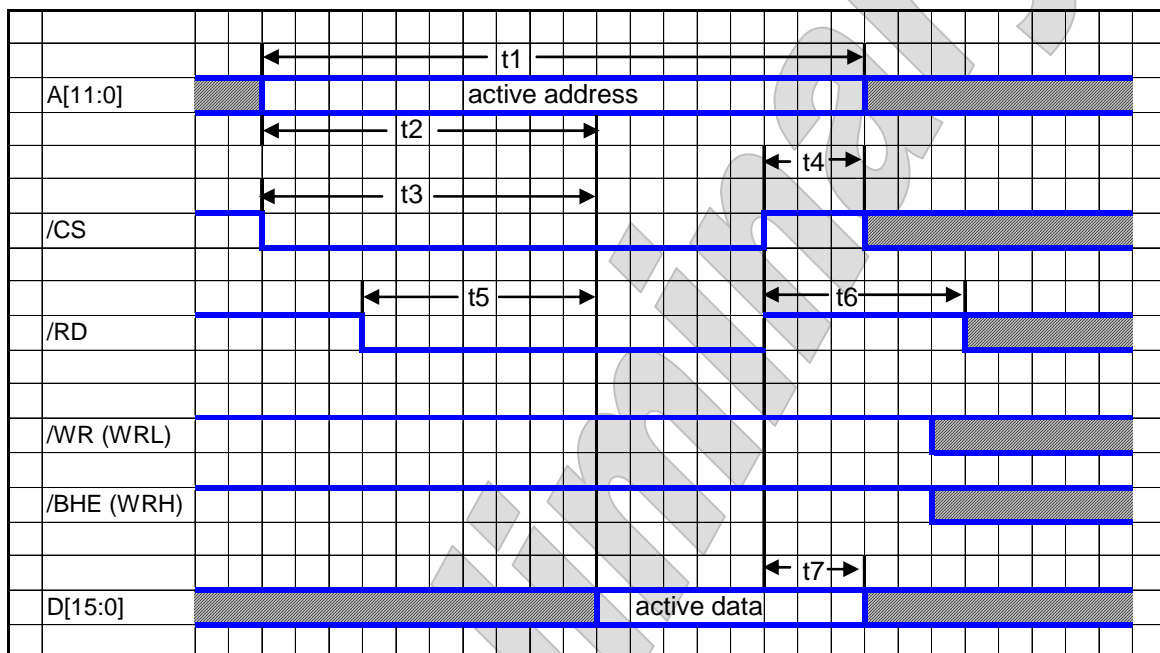 t1
A[11:0]
active address
t2
t4
t3
/CS
t5
t6
/RD
/WR (WRL)
/BHE (WRH)
t7
D[15:0]
active data